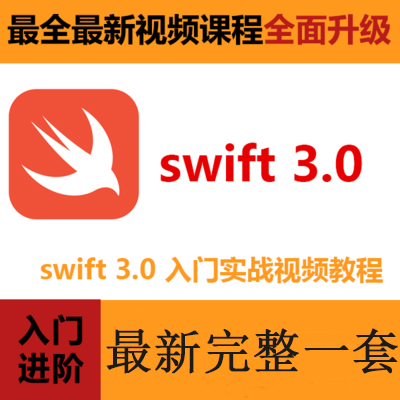 最全最新视频课程全面升级
swift 3.0
swift 3.0 入门实战视频教程
入门
进阶
最新完整一套